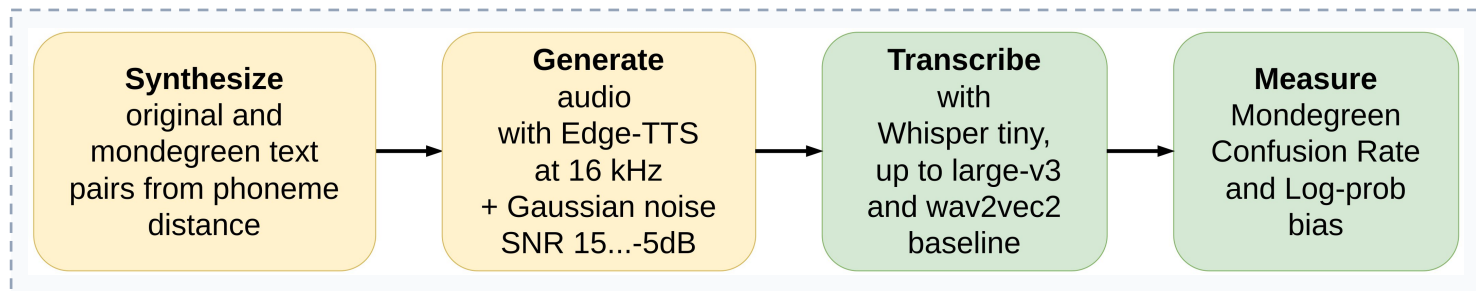 Synthesize
original and
mondegreen text
pairs from phoneme
distance
Generate
audio
with Edge-TTS
at 16 kHz
+ Gaussian noise
SNR 15...-5dB
Transcribe
with
Whisper tiny,
up to large-v3
and wav2vec2
baseline
Measure
Mondegreen
Confusion Rate
and Log-prob
bias